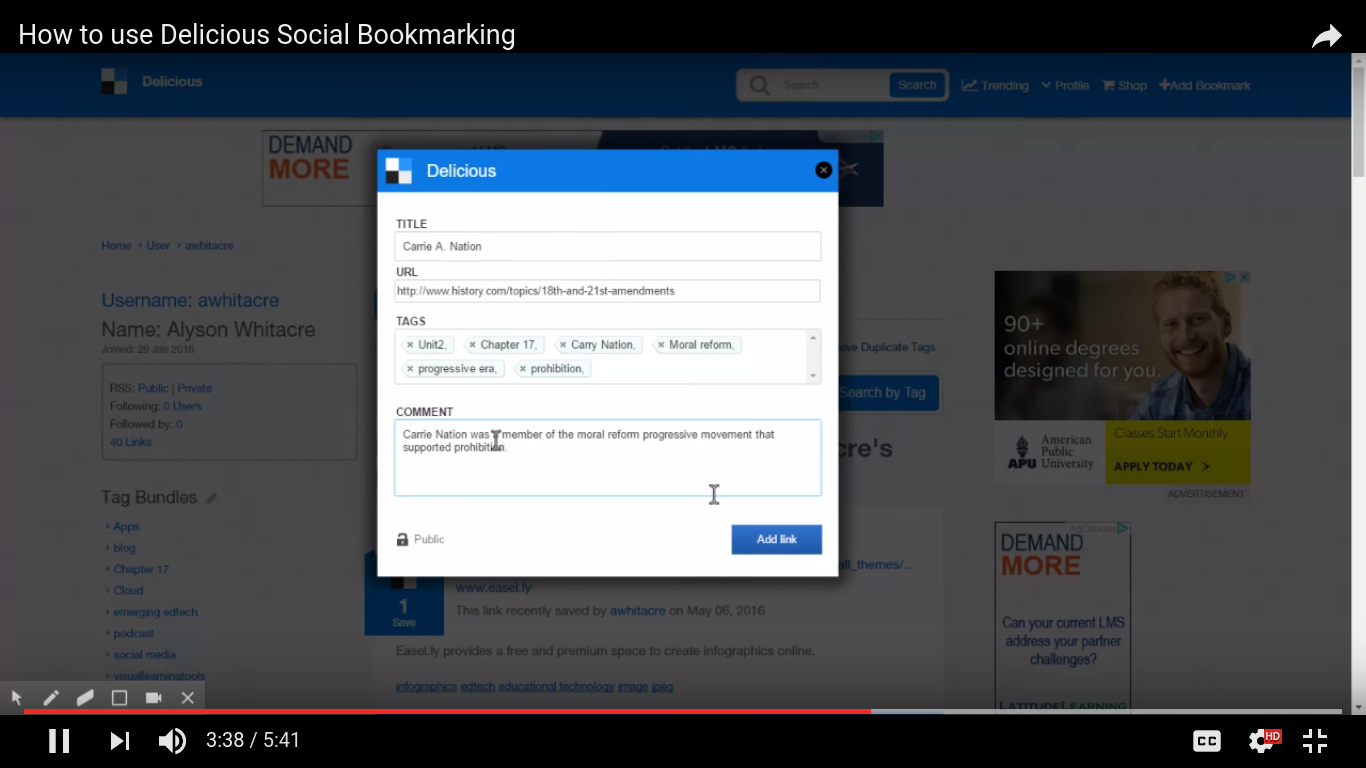 How to use Delicious Social Bookmarking
Delicious
Search
Search
Trending
Profile
Shop
Add Bookmark
DEMAND
MORE
Delicious
TITLE
Carrie A. Nation
URL
http://www.history.com/topics/18th-and-21st-amendments
TAGS
Unit2,
Chapter 17,
Carry Nation,
Moral reform,
progressive era,
prohibition,
COMMENT
Carrie Nation was member of the moral reform progressive movement that
supported prohibition.
Public
Add link
Home › User › awhitacre
Username: awhitacre
Name: Alyson Whitacre
Joined: 29 Jan 2016
RSS: Public | Private
Following: 0 Users
Followed by: 0
40 Links
Tag Bundles
Apps
blog
Chapter 17
Cloud
emerging edtech
podcast
social media
visuallearningtools
Duplicate Tags
Search by Tag
cre's
all_themes/...
1
Save
www.easel.ly
This link recently saved by awhitacre on May 06, 2016
Easel.ly provides a free and premium space to create infographics online.
infographics edtech educational technology image jpeg
90+
online degrees
designed for you.
APU
American
Public
University
Classes Start Monthly
APPLY TODAY >
ADVERTISEMENT
AdChoices
DEMAND
MORE
Can your current LMS
address your partner
challenges?
LATITUDELEARNING
3:38 / 5:41
CC
HD